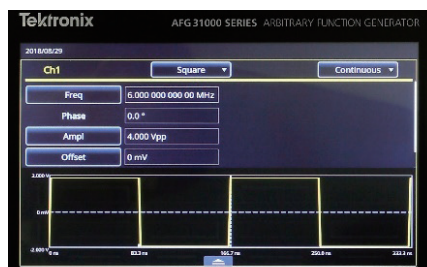 Tektronix AFG31000 SERIES ARBITRARY FUNCTION GENERATOR
2018/08/29
Ch1 Square Continuous
Freq 6.000 000 000 00 MHz
Phase 0.0 °
Ampl 4.000 Vpp
Offset 0 mV
2.000 V
0 mV
-2.000 V
0 ns 83.3 ns 166.7 ns 250.0 ns 333.3 ns